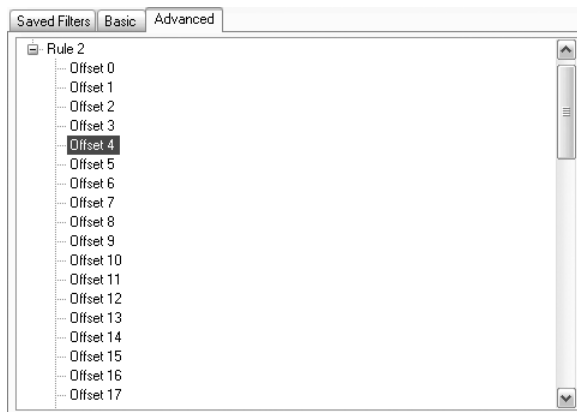 Saved Filters Basic Advanced
Rule 2
Offset 0
Offset 1
Offset 2
Offset 3
Offset 4
Offset 5
Offset 6
Offset 7
Offset 8
Offset 9
Offset 10
Offset 11
Offset 12
Offset 13
Offset 14
Offset 15
Offset 16
Offset 17